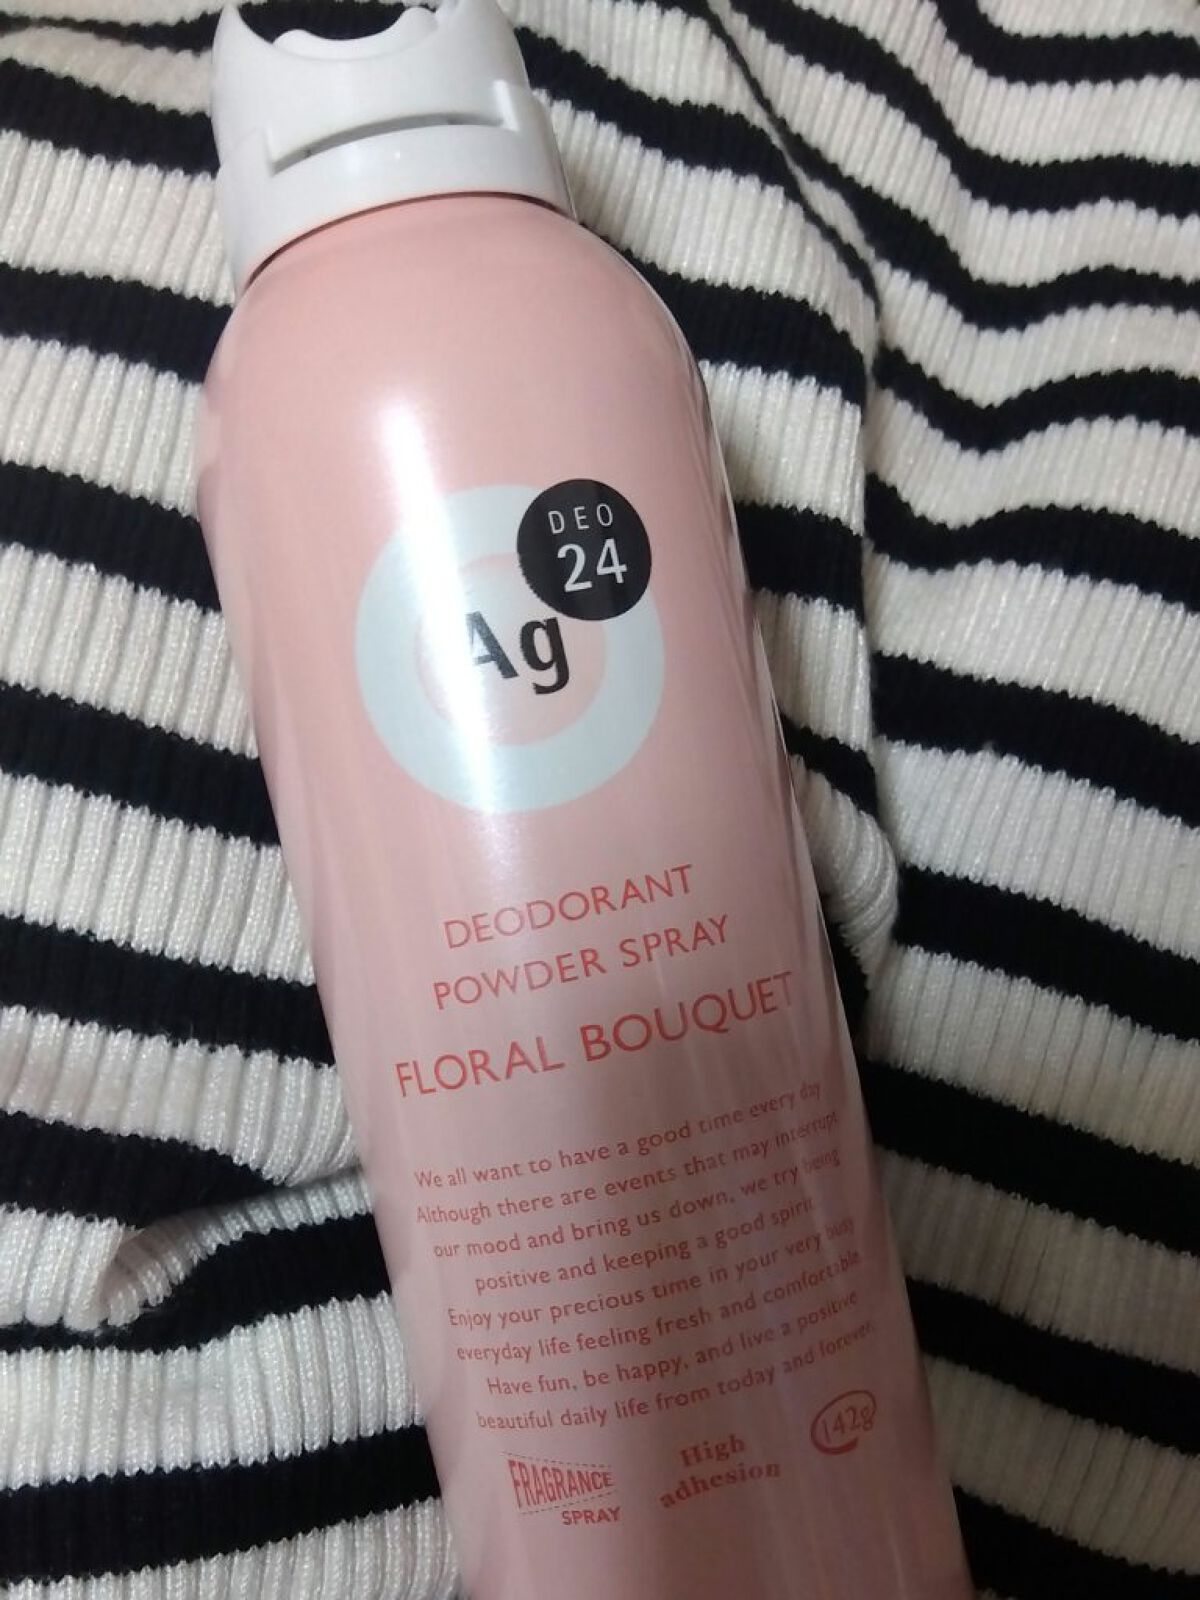 DEO
24
Ag
DEODORANT
POWDER SPRAY
FLORAL BOUQUET
We all want to have a good time every day
Although there are events that may interrupt
our mood and bring us down, we try being
positive and keeping a good spirit
Enjoy your precious time in your very busy
everyday life feeling fresh and comfortable
Have fun, be happy, and live a positive
beautiful daily life from today and forever.
FRAGRANCE
SPRAY
High
adhesion
142g